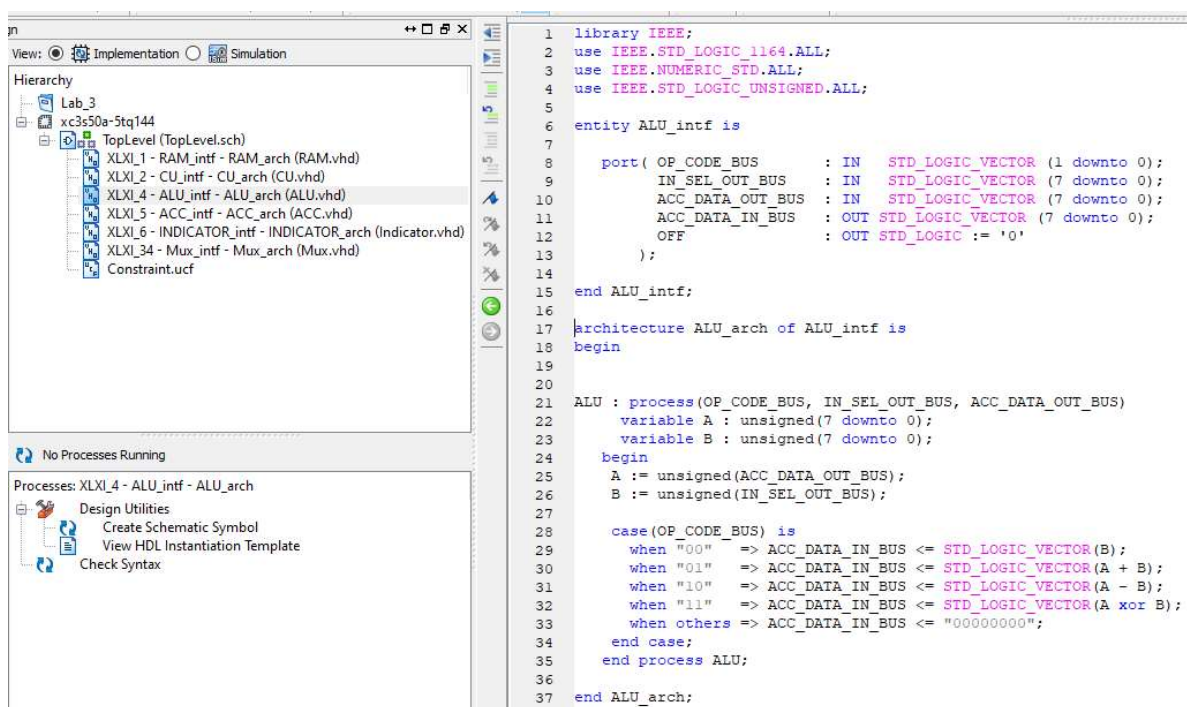 gn
View: Implementation Simulation
Hierarchy
Lab_3
xc3s50a-5tq144
TopLevel (TopLevel.sch)
XLXI_1 - RAM_intf - RAM_arch (RAM.vhd)
XLXI_2 - CU_intf - CU_arch (CU.vhd)
XLXI_4 - ALU_intf - ALU_arch (ALU.vhd)
XLXI_5 - ACC_intf - ACC_arch (ACC.vhd)
XLXI_6 - INDICATOR_intf - INDICATOR_arch (Indicator.vhd)
XLXI_34 - Mux_intf - Mux_arch (Mux.vhd)
Constraint.ucf
No Processes Running
Processes: XLXI_4 - ALU_intf - ALU_arch
Design Utilities
Create Schematic Symbol
View HDL Instantiation Template
Check Syntax
1 library IEEE;
2 use IEEE.STD_LOGIC_1164.ALL;
3 use IEEE.NUMERIC_STD.ALL;
4 use IEEE.STD_LOGIC_UNSIGNED.ALL;
5
6 entity ALU_intf is
7
8 port( OP_CODE_BUS : IN STD_LOGIC_VECTOR (1 downto 0);
9 IN_SEL_OUT_BUS : IN STD_LOGIC_VECTOR (7 downto 0);
10 ACC_DATA_OUT_BUS : IN STD_LOGIC_VECTOR (7 downto 0);
11 ACC_DATA_IN_BUS : OUT STD_LOGIC_VECTOR (7 downto 0);
12 OFF : OUT STD_LOGIC := '0'
13 );
14
15 end ALU_intf;
16
17 architecture ALU_arch of ALU_intf is
18 begin
19
20
21 ALU : process(OP_CODE_BUS, IN_SEL_OUT_BUS, ACC_DATA_OUT_BUS)
22 variable A : unsigned(7 downto 0);
23 variable B : unsigned(7 downto 0);
24 begin
25 A := unsigned(ACC_DATA_OUT_BUS);
26 B := unsigned(IN_SEL_OUT_BUS);
27
28 case(OP_CODE_BUS) is
29 when "00" => ACC_DATA_IN_BUS <= STD_LOGIC_VECTOR(B);
30 when "01" => ACC_DATA_IN_BUS <= STD_LOGIC_VECTOR(A + B);
31 when "10" => ACC_DATA_IN_BUS <= STD_LOGIC_VECTOR(A - B);
32 when "11" => ACC_DATA_IN_BUS <= STD_LOGIC_VECTOR(A xor B);
33 when others => ACC_DATA_IN_BUS <= "00000000";
34 end case;
35 end process ALU;
36
37 end ALU_arch;